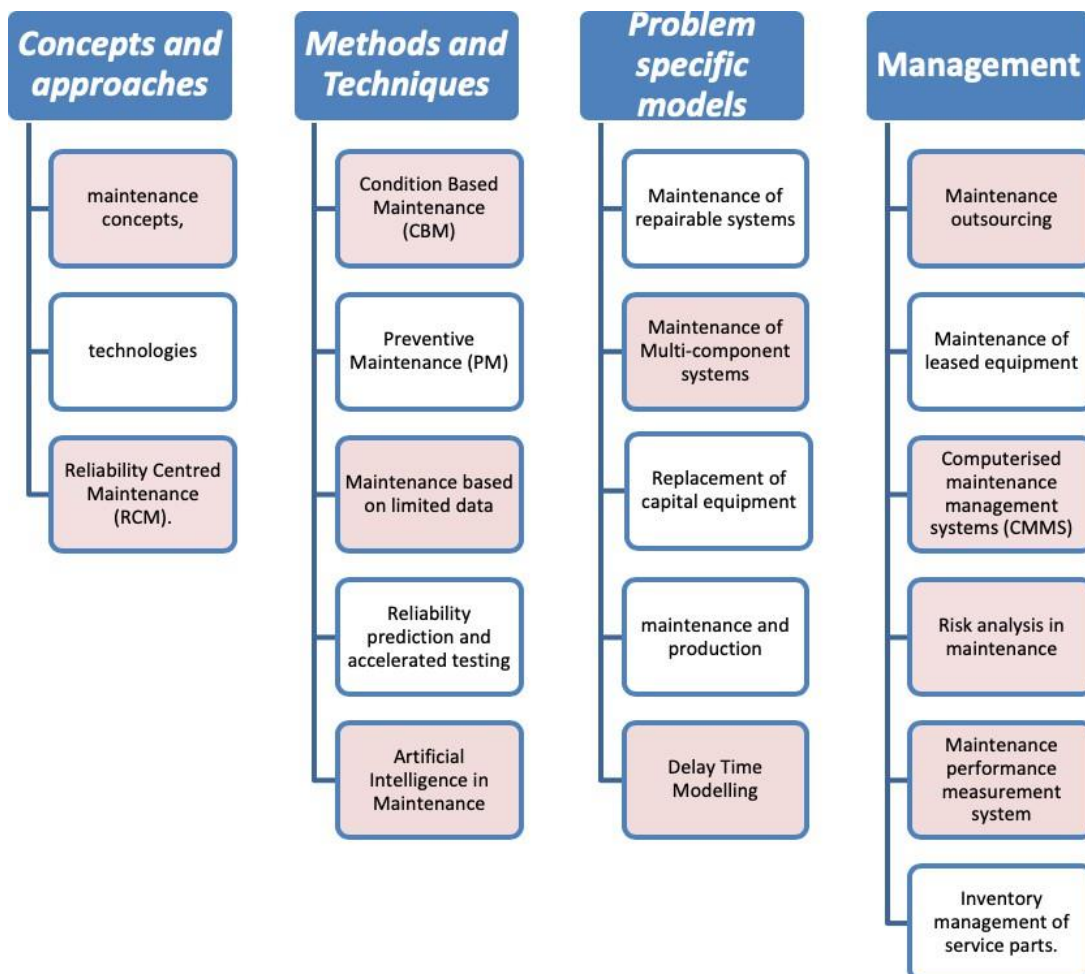 Concepts and
approaches
maintenance
concepts,
technologies
Reliability Centred
Maintenance
(RCM).
Methods and
Techniques
Condition Based
Maintenance
(CBM)
Preventive
Maintenance (PM)
Maintenance based
on limited data
Reliability
prediction and
accelerated testing
Artificial
Intelligence in
Maintenance
Problem
specific
models
Maintenance of
repairable systems
Maintenance of
Multi-component
systems
Replacement of
capital equipment
maintenance and
production
Delay Time
Modelling
Management
Maintenance
outsourcing
Maintenance of
leased equipment
Computerised
maintenance
management
systems (CMMS)
Risk analysis in
maintenance
Maintenance
performance
measurement
system
Inventory
management of
service parts.